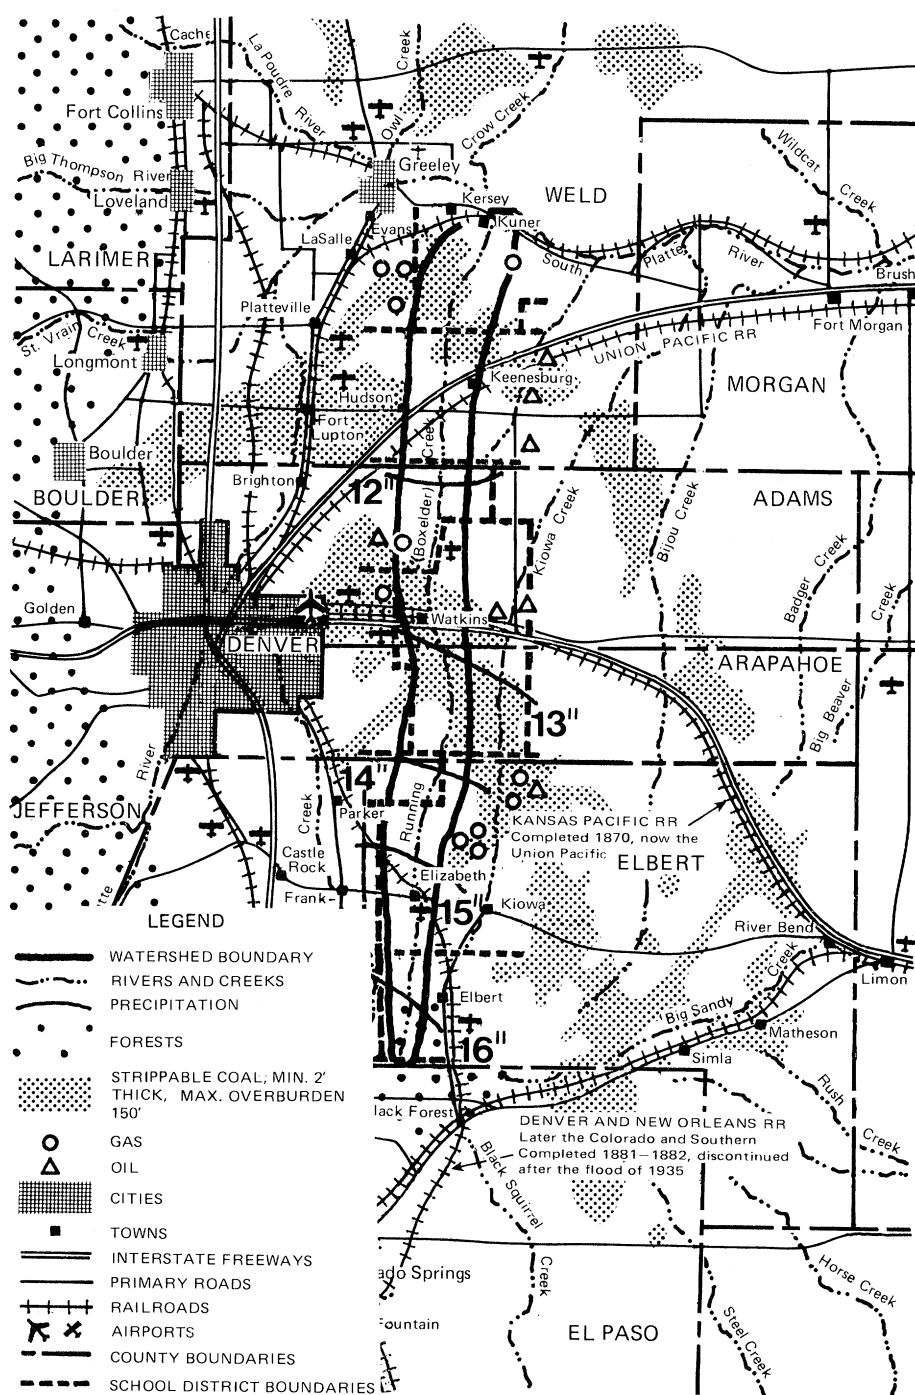 Cache
La Poudre
River
Owl
Creek
Crow Creek
Wildcat
Creek
Fort Collins
Greeley
Big Thompson River
Loveland
Kersey
WELD
Kuner
Evans
LaSalle
South
Platte
River
Brush
LARIMER
Platteville
Fort Morgan
St. Vrain Creek
UNION PACIFIC RR
Longmont
Keenesburg
MORGAN
Hudson
Fort
Lupton
Creek
Boulder
Brighton
BOULDER
12"
ADAMS
(Boxelder)
Kiowa Creek
Bijou Creek
Badger Creek
Creek
Golden
Watkins
DENVER
ARAPAHOE
Big Beaver
13"
River
14"
JEFFERSON
Creek
Parker
Running
KANSAS PACIFIC RR
Completed 1870, now the
Union Pacific
ELBERT
Castle
Rock
Elizabeth
tte
Frank-
15"
Kiowa
River Bend
Creek
Limon
Elbert
Big Sandy
Matheson
16"
Simla
Rush
Creek
lack Forest
DENVER AND NEW ORLEANS RR
Later the Colorado and Southern
Completed 1881-1882, discontinued
after the flood of 1935
Black Squirrel
Creek
ado Springs
Horse Creek
Fountain
Steel Creek
EL PASO
LEGEND
WATERSHED BOUNDARY
RIVERS AND CREEKS
PRECIPITATION
FORESTS
STRIPPABLE COAL; MIN. 2'
THICK, MAX. OVERBURDEN
150'
GAS
OIL
CITIES
TOWNS
INTERSTATE FREEWAYS
PRIMARY ROADS
RAILROADS
AIRPORTS
COUNTY BOUNDARIES
SCHOOL DISTRICT BOUNDARIES